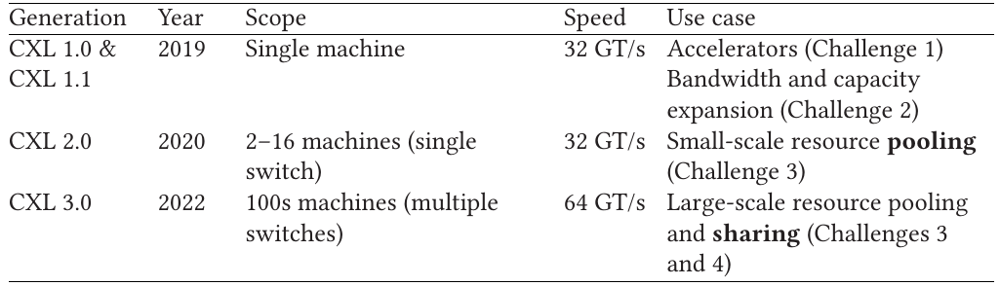 Generation Year Scope Speed Use case
CXL 1.0 & 2019 Single machine 32 GT/s Accelerators (Challenge 1)
CXL 1.1 Bandwidth and capacity
expansion (Challenge 2)
CXL 2.0 2020 2–16 machines (single 32 GT/s Small-scale resource pooling
switch) (Challenge 3)
CXL 3.0 2022 100s machines (multiple 64 GT/s Large-scale resource pooling
switches) and sharing (Challenges 3
and 4)